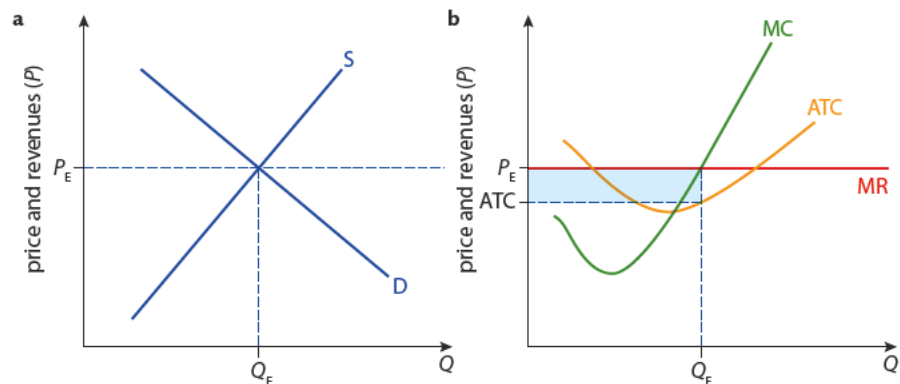 a
price and revenues (P)
S
P_E
D
Q_E
Q
b
price and revenues (P)
MC
ATC
P_E
MR
ATC
Q_E
Q